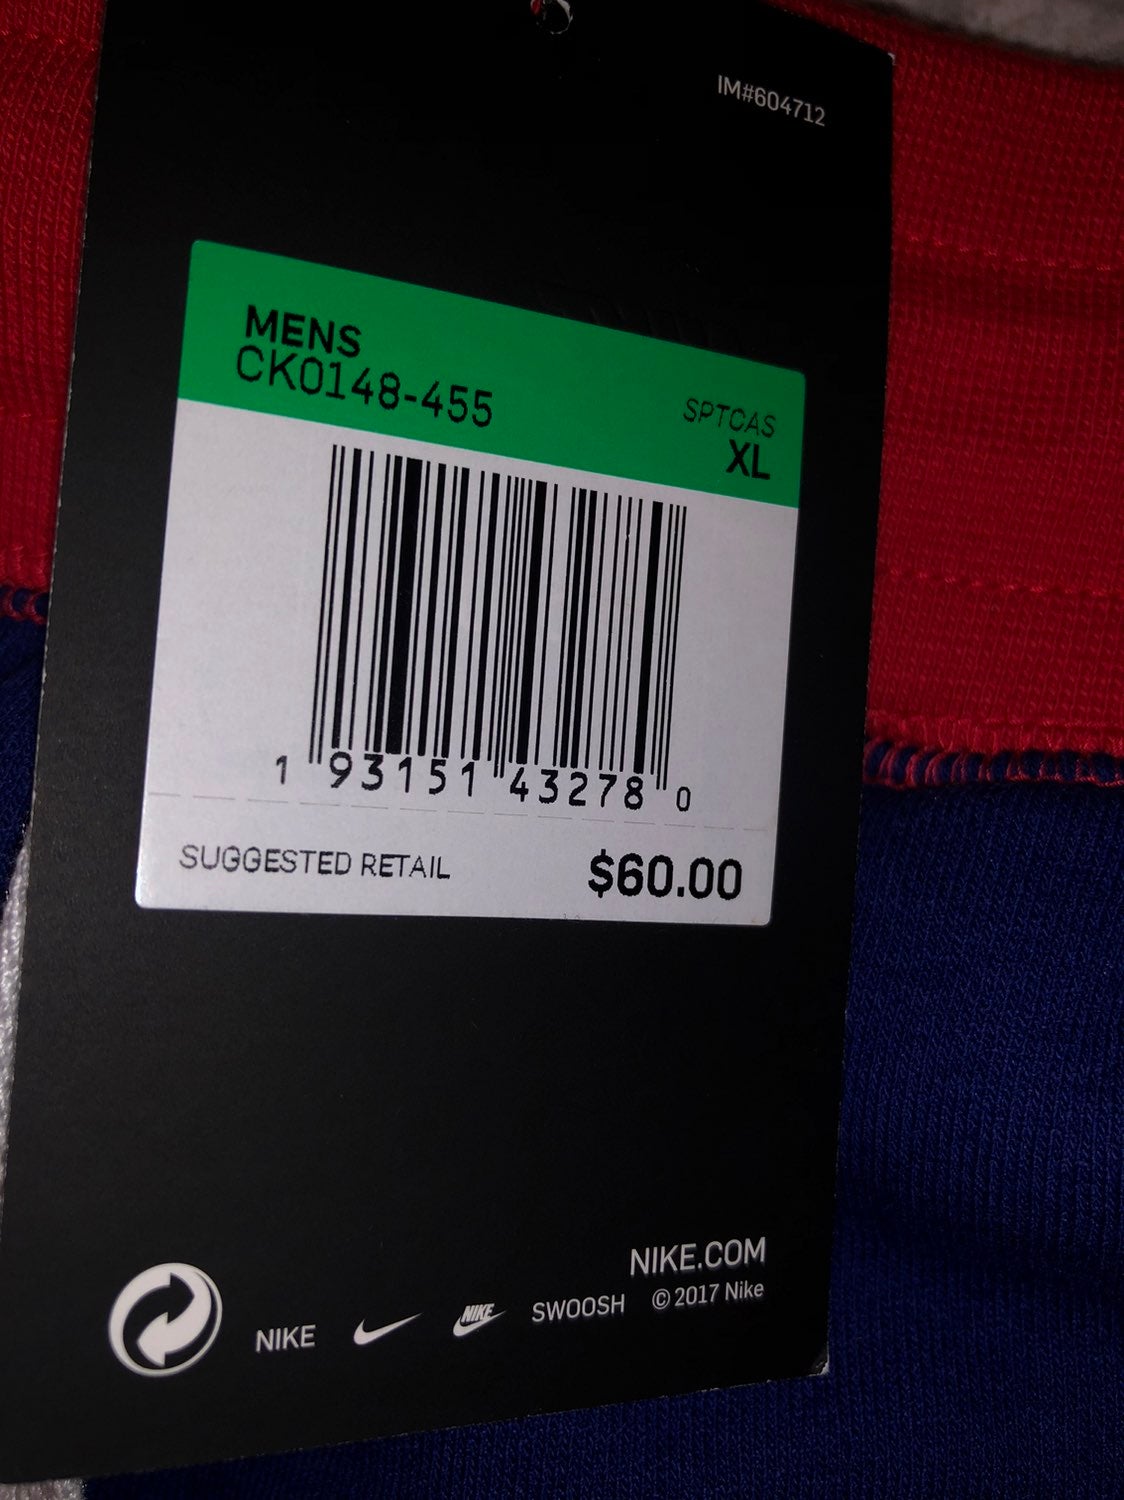 IM#604712
MENS
CK0148-455
SPTCAS
XL
1 93151 43278 0
SUGGESTED RETAIL $60.00
NIKE.COM
NIKE NIKE SWOOSH © 2017 Nike